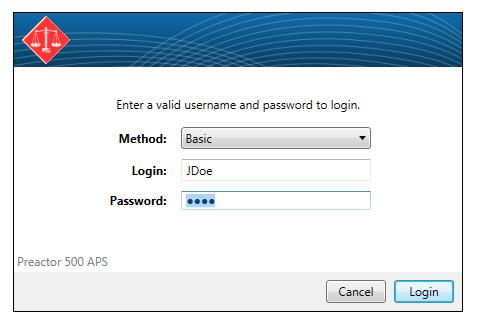 Enter a valid username and password to login.
Method: Basic
Login: JDoe
Password: ••••
Preactor 500 APS
Cancel Login